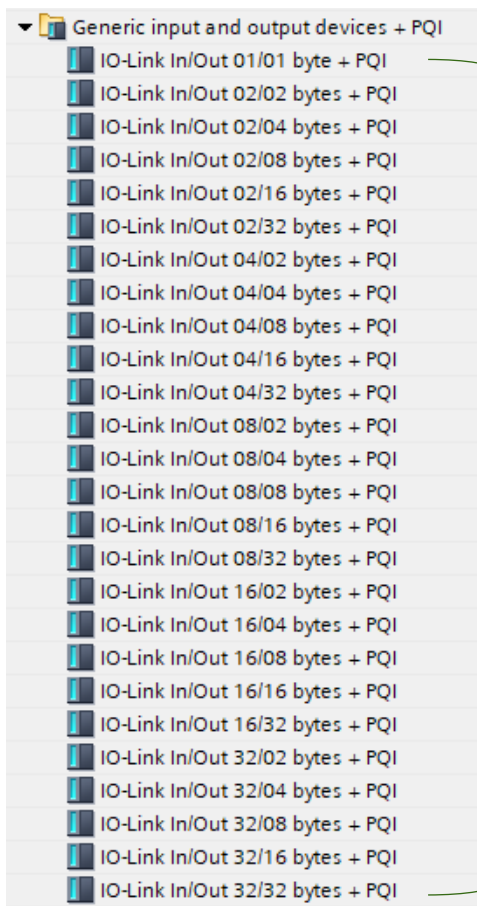 Generic input and output devices + PQI
IO-Link In/Out 01/01 byte + PQI
IO-Link In/Out 02/02 bytes + PQI
IO-Link In/Out 02/04 bytes + PQI
IO-Link In/Out 02/08 bytes + PQI
IO-Link In/Out 02/16 bytes + PQI
IO-Link In/Out 02/32 bytes + PQI
IO-Link In/Out 04/02 bytes + PQI
IO-Link In/Out 04/04 bytes + PQI
IO-Link In/Out 04/08 bytes + PQI
IO-Link In/Out 04/16 bytes + PQI
IO-Link In/Out 04/32 bytes + PQI
IO-Link In/Out 08/02 bytes + PQI
IO-Link In/Out 08/04 bytes + PQI
IO-Link In/Out 08/08 bytes + PQI
IO-Link In/Out 08/16 bytes + PQI
IO-Link In/Out 08/32 bytes + PQI
IO-Link In/Out 16/02 bytes + PQI
IO-Link In/Out 16/04 bytes + PQI
IO-Link In/Out 16/08 bytes + PQI
IO-Link In/Out 16/16 bytes + PQI
IO-Link In/Out 16/32 bytes + PQI
IO-Link In/Out 32/02 bytes + PQI
IO-Link In/Out 32/04 bytes + PQI
IO-Link In/Out 32/08 bytes + PQI
IO-Link In/Out 32/16 bytes + PQI
IO-Link In/Out 32/32 bytes + PQI